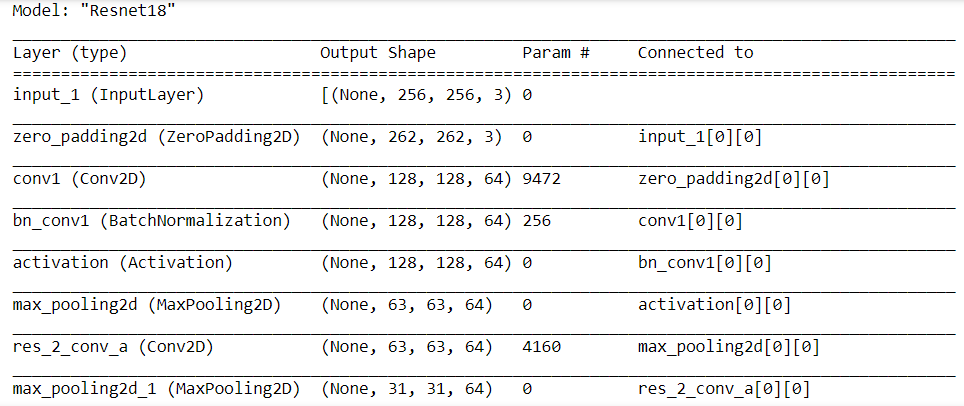 Model: "Resnet18"
Layer (type) Output Shape Param # Connected to
input_1 (InputLayer) [(None, 256, 256, 3) 0
zero_padding2d (ZeroPadding2D) (None, 262, 262, 3) 0 input_1[0][0]
conv1 (Conv2D) (None, 128, 128, 64) 9472 zero_padding2d[0][0]
bn_conv1 (BatchNormalization) (None, 128, 128, 64) 256 conv1[0][0]
activation (Activation) (None, 128, 128, 64) 0 bn_conv1[0][0]
max_pooling2d (MaxPooling2D) (None, 63, 63, 64) 0 activation[0][0]
res_2_conv_a (Conv2D) (None, 63, 63, 64) 4160 max_pooling2d[0][0]
max_pooling2d_1 (MaxPooling2D) (None, 31, 31, 64) 0 res_2_conv_a[0][0]